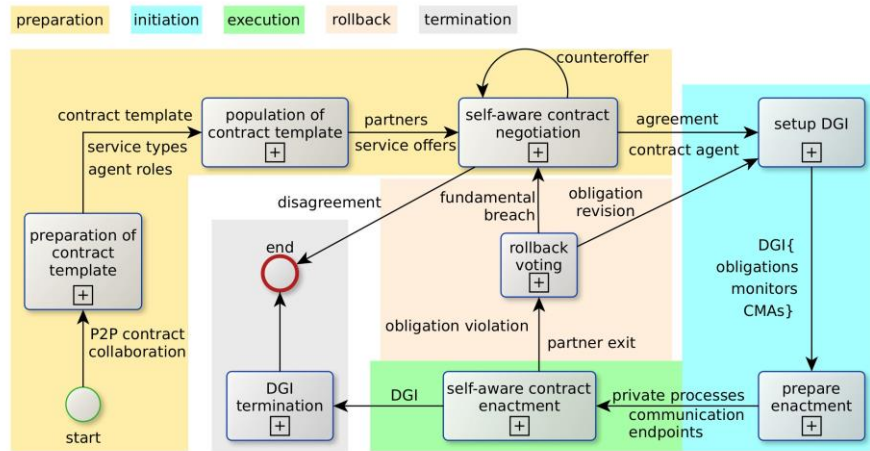 preparation
initiation
execution
rollback
termination
counteroffer
contract template
service types
agent roles
population of
contract template
partners
service offers
self-aware contract
negotiation
agreement
contract agent
setup DGI
disagreement
fundamental
breach
obligation
revision
preparation of
contract
template
end
rollback
voting
DGI{
obligations
monitors
CMAs}
P2P contract
collaboration
obligation violation
partner exit
start
DGI
termination
DGI
self-aware contract
enactment
private processes
communication
endpoints
prepare
enactment